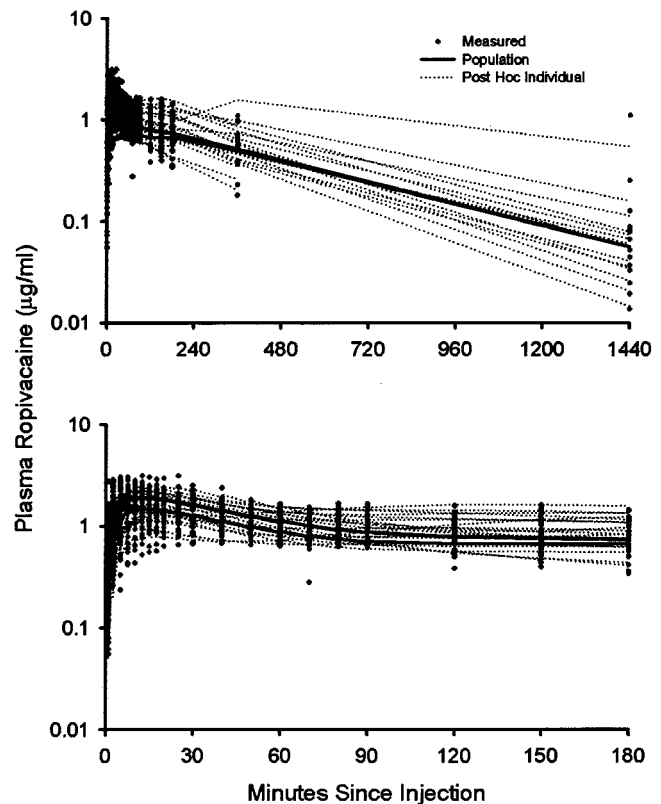 10
1
0.1
0.01
Measured
Population
Post Hoc Individual
0 240 480 720 960 1200 1440
Plasma Ropivacaine (μg/ml)
10
1
0.1
0.01
0 30 60 90 120 150 180
Minutes Since Injection